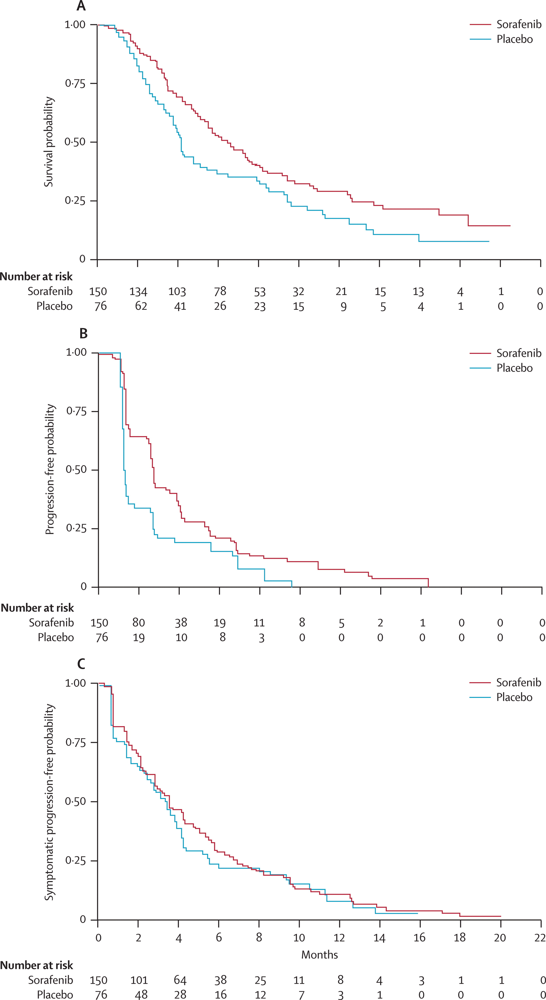 A
1·00
Sorafenib
Placebo
0·75
Survival probability
0·50
0·25
0
Number at risk
Sorafenib 150 134 103 78 53 32 21 15 13 4 1 0
Placebo 76 62 41 26 23 15 9 5 4 1 0 0
B
1·00
Sorafenib
Placebo
0·75
Progression-free probability
0·50
0·25
0
Number at risk
Sorafenib 150 80 38 19 11 8 5 2 1 0 0 0
Placebo 76 19 10 8 3 0 0 0 0 0 0 0
C
1·00
Sorafenib
Placebo
0·75
Symptomatic progression-free probability
0·50
0·25
0
0 2 4 6 8 10 12 14 16 18 20 22
Months
Number at risk
Sorafenib 150 101 64 38 25 11 8 4 3 1 1 0
Placebo 76 48 28 16 12 7 3 1 0 0 0 0